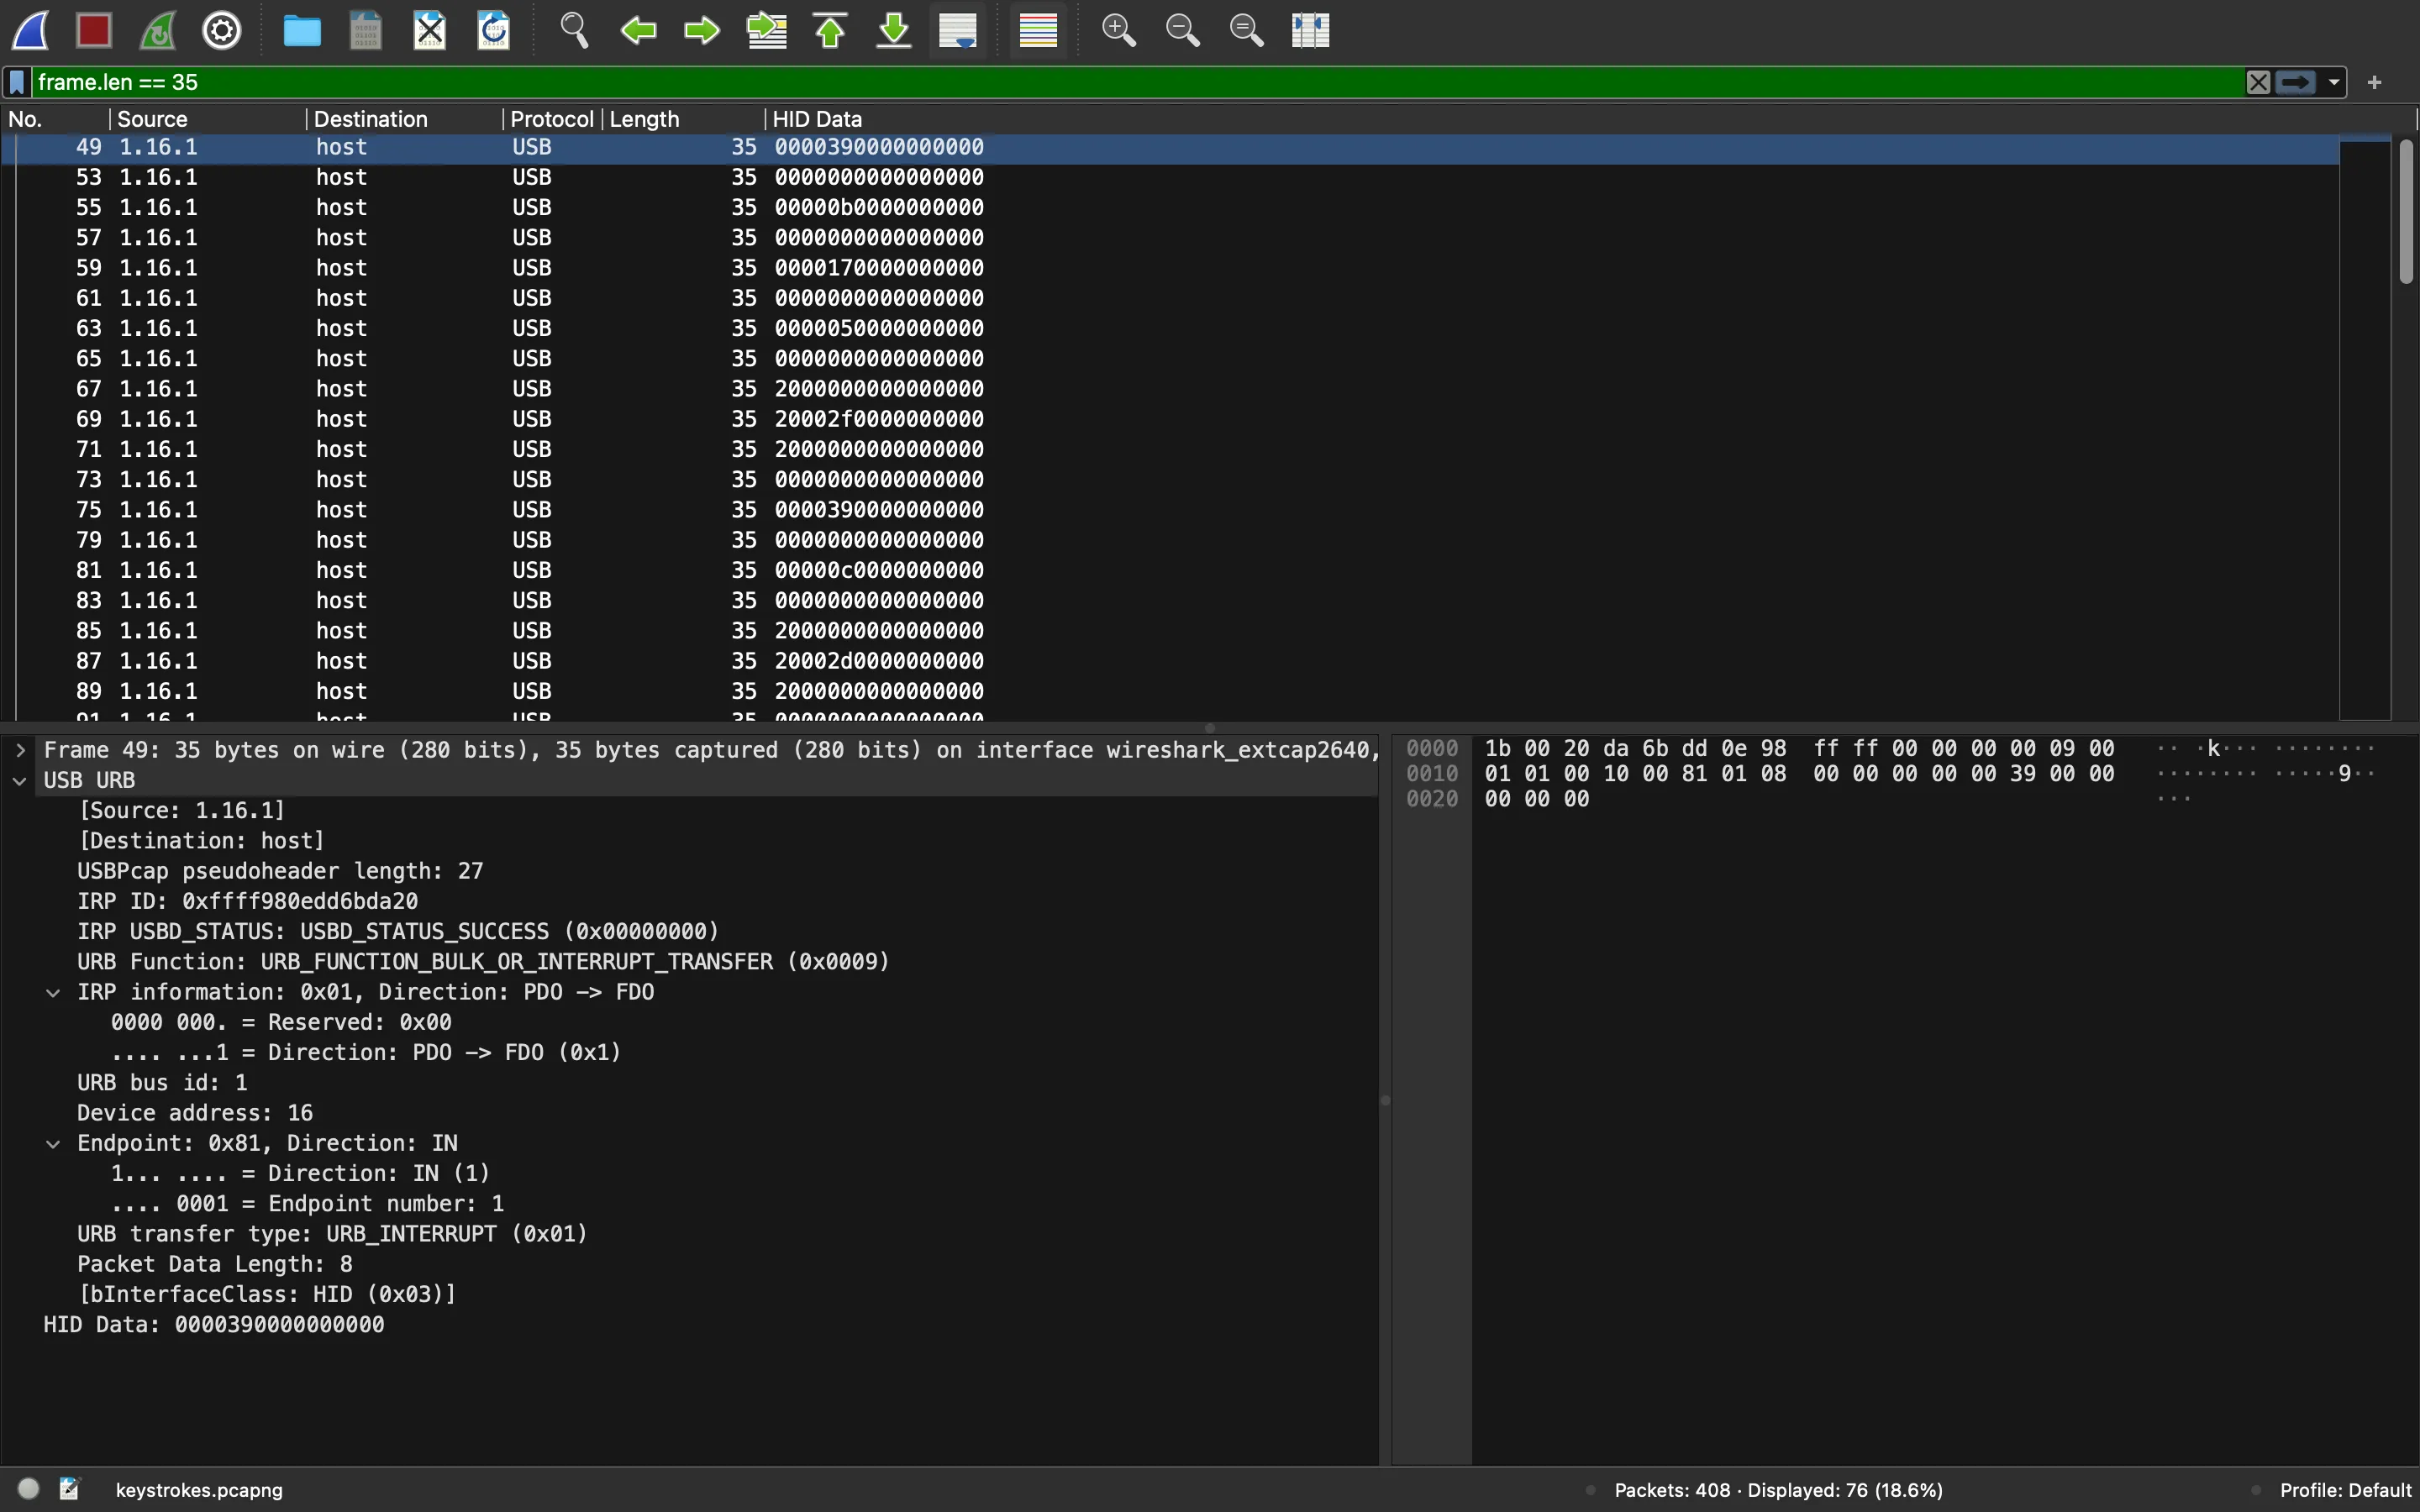 frame.len == 35
No. Source Destination Protocol Length HID Data
49 1.16.1 host USB 35 0000390000000000
53 1.16.1 host USB 35 0000000000000000
55 1.16.1 host USB 35 00000b0000000000
57 1.16.1 host USB 35 0000000000000000
59 1.16.1 host USB 35 0000170000000000
61 1.16.1 host USB 35 0000000000000000
63 1.16.1 host USB 35 0000050000000000
65 1.16.1 host USB 35 0000000000000000
67 1.16.1 host USB 35 2000000000000000
69 1.16.1 host USB 35 20002f0000000000
71 1.16.1 host USB 35 2000000000000000
73 1.16.1 host USB 35 0000000000000000
75 1.16.1 host USB 35 0000390000000000
79 1.16.1 host USB 35 0000000000000000
81 1.16.1 host USB 35 00000c0000000000
83 1.16.1 host USB 35 0000000000000000
85 1.16.1 host USB 35 2000000000000000
87 1.16.1 host USB 35 20002d0000000000
89 1.16.1 host USB 35 2000000000000000
91 1.16.1 host USB 35 0000000000000000
Frame 49: 35 bytes on wire (280 bits), 35 bytes captured (280 bits) on interface wireshark_extcap2640,
USB URB
[Source: 1.16.1]
[Destination: host]
USBPcap pseudoheader length: 27
IRP ID: 0xffff980edd6bda20
IRP USBD_STATUS: USBD_STATUS_SUCCESS (0x00000000)
URB Function: URB_FUNCTION_BULK_OR_INTERRUPT_TRANSFER (0x0009)
IRP information: 0x01, Direction: PDO -> FDO
0000 000. = Reserved: 0x00
.... ...1 = Direction: PDO -> FDO (0x1)
URB bus id: 1
Device address: 16
Endpoint: 0x81, Direction: IN
1... .... = Direction: IN (1)
.... 0001 = Endpoint number: 1
URB transfer type: URB_INTERRUPT (0x01)
Packet Data Length: 8
[bInterfaceClass: HID (0x03)]
HID Data: 0000390000000000
0000 1b 00 20 da 6b dd 0e 98 ff ff 00 00 00 00 09 00 ·· ·k··· ········
0010 01 01 00 10 00 81 01 08 00 00 00 00 00 39 00 00 ········ ·····9··
0020 00 00 00 ···
keystrokes.pcapng
Packets: 408 · Displayed: 76 (18.6%)
Profile: Default